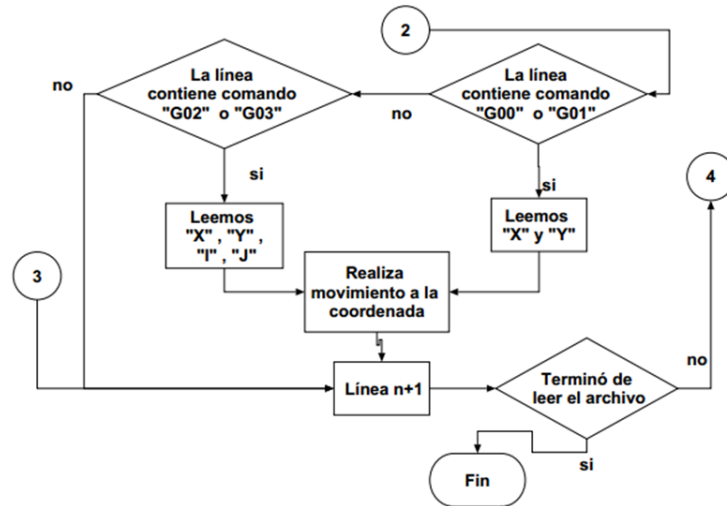 2
La línea
contiene comando
"G02" o "G03"
no
La línea
contiene comando
"G00" o "G01"
no
si
si
4
Leemos
"X" , "Y" ,
"I" , "J"
Leemos
"X" y "Y"
3
Realiza
movimiento a la
coordenada
Línea n+1
Terminó de
leer el archivo
no
si
Fin